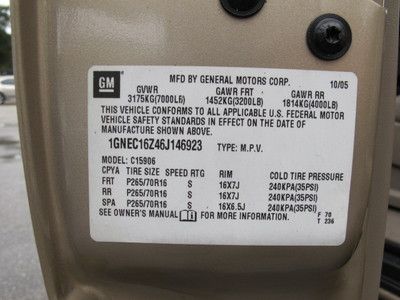 GM
MFD BY GENERAL MOTORS CORP. 10/05
GVWR GAWR FRT GAWR RR
3175KG(7000LB) 1452KG(3200LB) 1814KG(4000LB)
THIS VEHICLE CONFORMS TO ALL APPLICABLE U.S. FEDERAL MOTOR
VEHICLE SAFETY STANDARDS IN EFFECT ON THE DATE OF
MANUFACTURE SHOWN ABOVE.
1GNEC16Z46J146923 TYPE: M.P.V.
MODEL: C15906
CPYA TIRE SIZE SPEED RTG RIM COLD TIRE PRESSURE
FRT P265/70R16 S 16X7J 240KPA(35PSI)
RR P265/70R16 S 16X7J 240KPA(35PSI)
SPA P265/70R16 S 16X6.5J 240KPA(35PSI)
SEE OWNER'S MANUAL FOR MORE INFORMATION. F 70
T 236